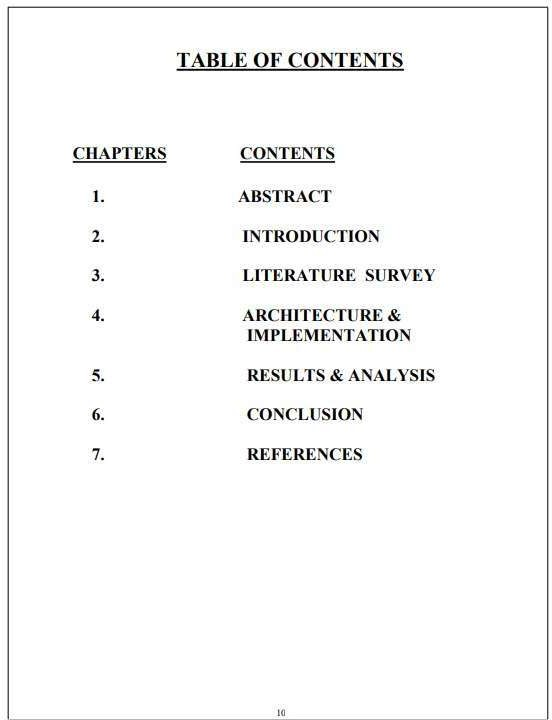 TABLE OF CONTENTS
CHAPTERS CONTENTS
1. ABSTRACT
2. INTRODUCTION
3. LITERATURE SURVEY
4. ARCHITECTURE &
IMPLEMENTATION
5. RESULTS & ANALYSIS
6. CONCLUSION
7. REFERENCES
10